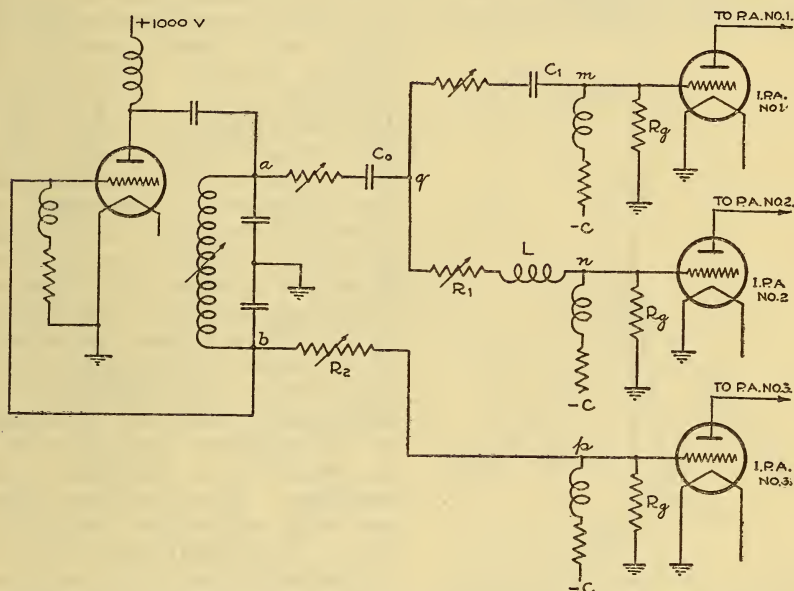 +1000 V
a
b
R2
C0
q
C1
m
Rg
-C
TO P.A. NO.1.
I.P.A.
NO.1.
R1
L
n
Rg
-C
TO P.A. NO.2.
I.P.A
NO.2
p
Rg
-C
TO P.A. NO.3.
I.P.A.
NO.3.